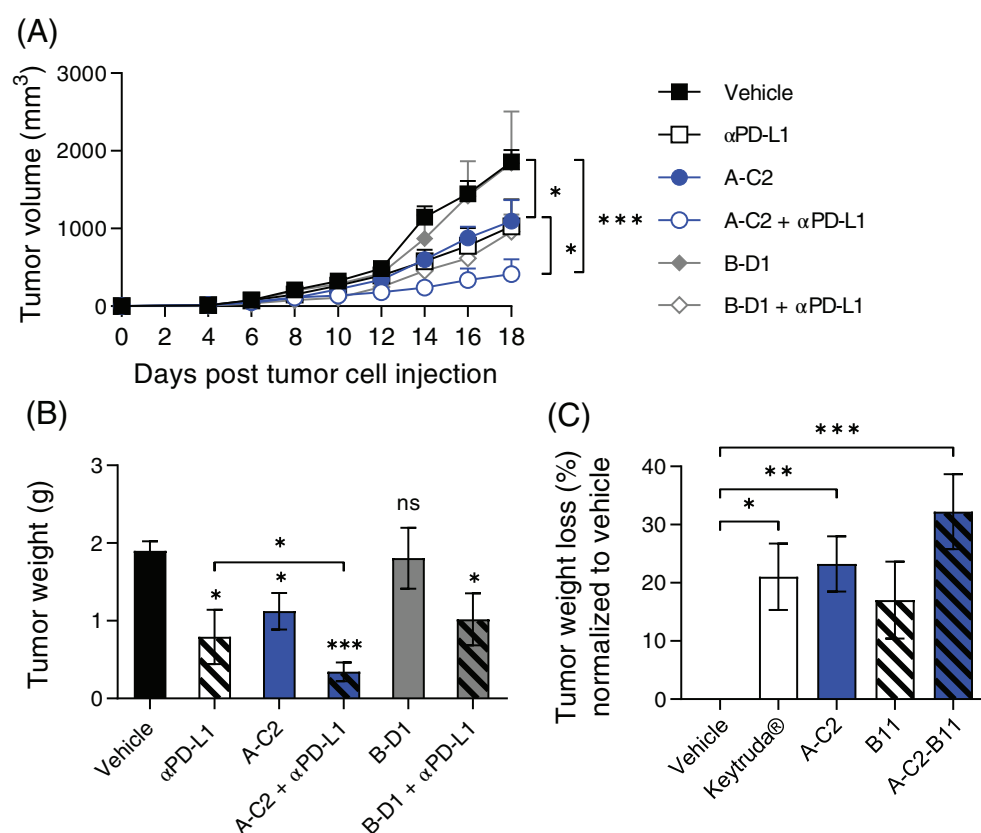 (A)
Tumor volume (mm³)
3000
2000
1000
0
0 2 4 6 8 10 12 14 16 18
Days post tumor cell injection
*
*
***
Vehicle
αPD-L1
A-C2
A-C2 + αPD-L1
B-D1
B-D1 + αPD-L1
(B)
Tumor weight (g)
3
2
1
0
*
*
*
***
ns
*
Vehicle
αPD-L1
A-C2
A-C2 + αPD-L1
B-D1
B-D1 + αPD-L1
(C)
Tumor weight loss (%)
normalized to vehicle
40
30
20
10
0
***
**
*
Vehicle
Keytruda®
A-C2
B11
A-C2-B11